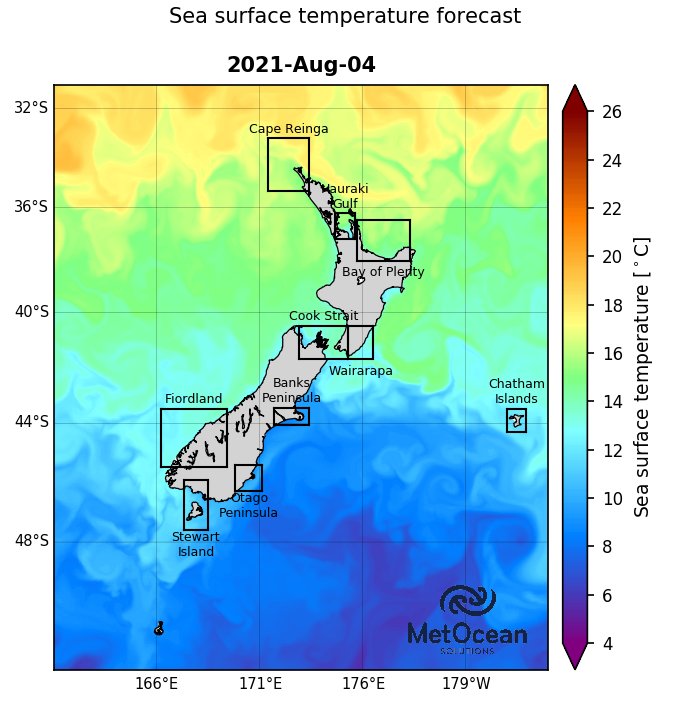 Sea surface temperature forecast
2021-Aug-04
32°S
36°S
40°S
44°S
48°S
Cape Reinga
Hauraki
Gulf
Bay of Plenty
Cook Strait
Wairarapa
Banks
Peninsula
Fiordland
Chatham
Islands
Otago
Peninsula
Stewart
Island
MetOcean
SOLUTIONS
166°E
171°E
176°E
179°W
26
24
22
20
18
16
14
12
10
8
6
4
Sea surface temperature [°C]